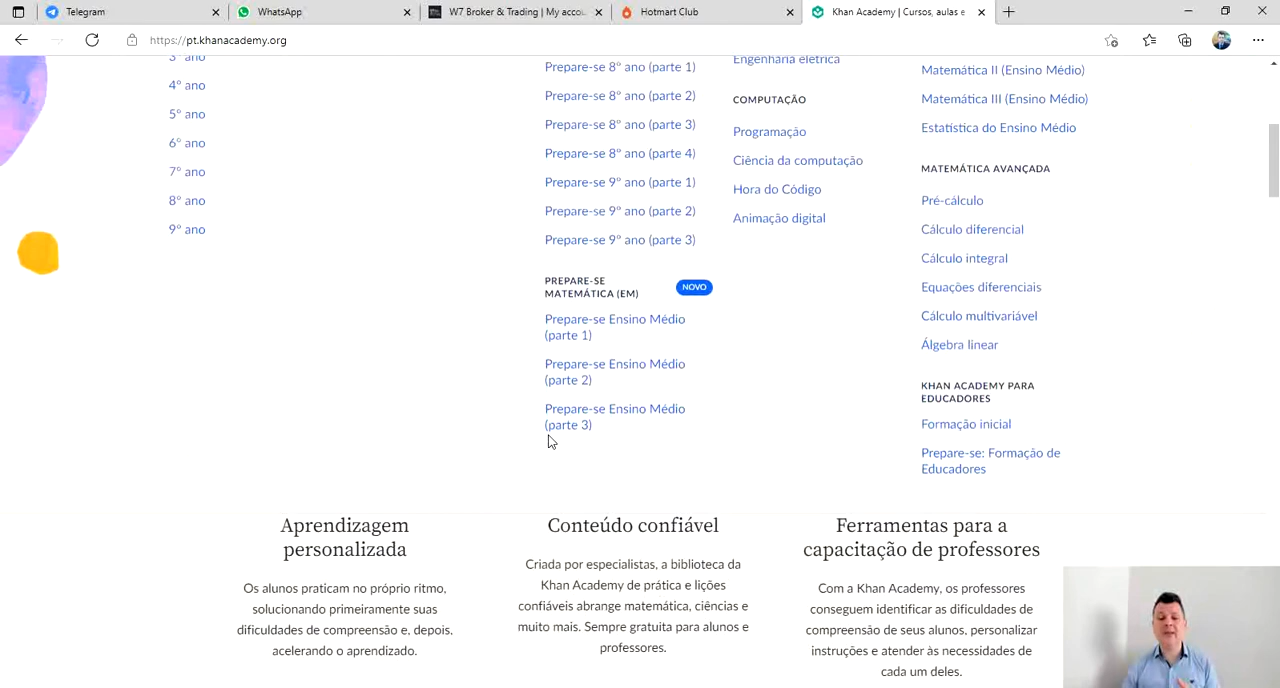 Telegram
WhatsApp
W7 Broker & Trading | My accou
Hotmart Club
Khan Academy | Cursos, aulas e
https://pt.khanacademy.org
3º ano
4º ano
5º ano
6º ano
7º ano
8º ano
9º ano
Prepare-se 8º ano (parte 1)
Prepare-se 8º ano (parte 2)
Prepare-se 8º ano (parte 3)
Prepare-se 8º ano (parte 4)
Prepare-se 9º ano (parte 1)
Prepare-se 9º ano (parte 2)
Prepare-se 9º ano (parte 3)
PREPARE-SE
MATEMÁTICA (EM)
NOVO
Prepare-se Ensino Médio
(parte 1)
Prepare-se Ensino Médio
(parte 2)
Prepare-se Ensino Médio
(parte 3)
Engenharia elétrica
COMPUTAÇÃO
Programação
Ciência da computação
Hora do Código
Animação digital
Matemática II (Ensino Médio)
Matemática III (Ensino Médio)
Estatística do Ensino Médio
MATEMÁTICA AVANÇADA
Pré-cálculo
Cálculo diferencial
Cálculo integral
Equações diferenciais
Cálculo multivariável
Álgebra linear
KHAN ACADEMY PARA
EDUCADORES
Formação inicial
Prepare-se: Formação de
Educadores
Aprendizagem
personalizada
Os alunos praticam no próprio ritmo,
solucionando primeiramente suas
dificuldades de compreensão e, depois,
acelerando o aprendizado.
Conteúdo confiável
Criada por especialistas, a biblioteca da
Khan Academy de prática e lições
confiáveis abrange matemática, ciências e
muito mais. Sempre gratuita para alunos e
professores.
Ferramentas para a
capacitação de professores
Com a Khan Academy, os professores
conseguem identificar as dificuldades de
compreensão de seus alunos, personalizar
instruções e atender às necesidades de
cada um deles.